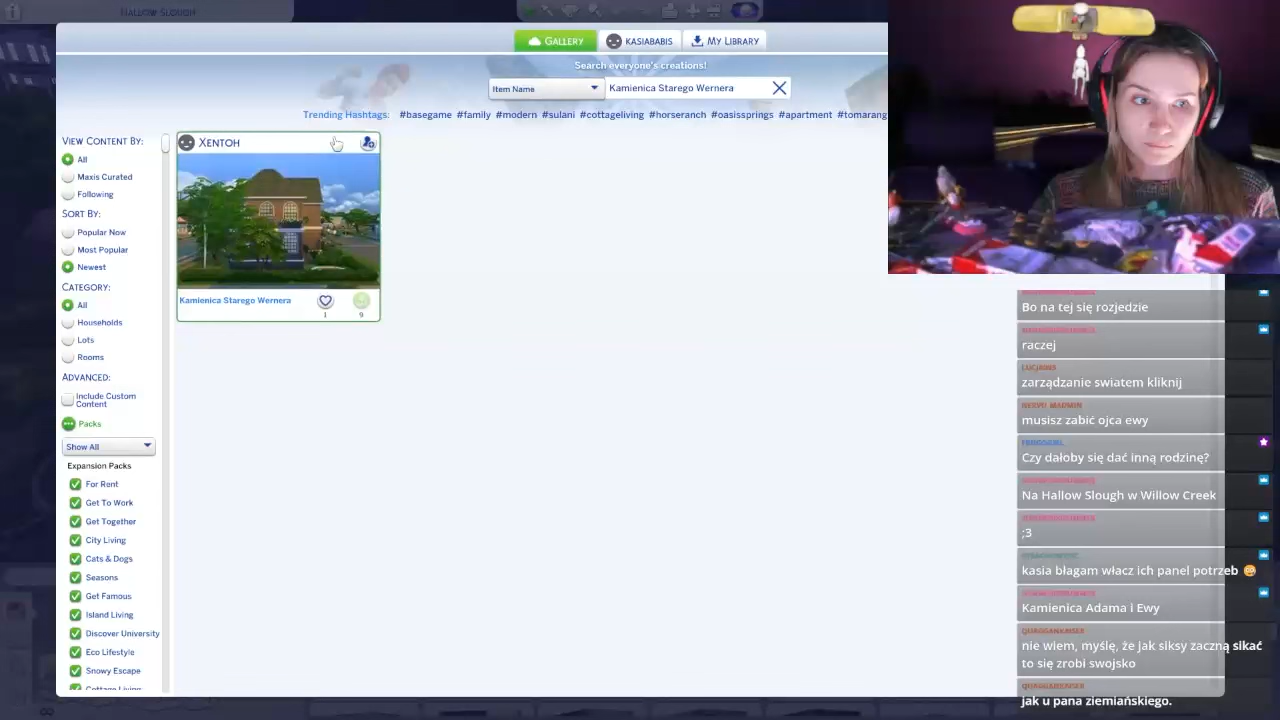 HALLOW SLOUGH
GALLERY
KASIABABIS
MY LIBRARY
Search everyone's creations!
Item Name
Kamienica Starego Wernera
Trending Hashtags: #basegame #family #modern #sulani #cottageliving #horseranch #oasissprings #apartment #tomarang
VIEW CONTENT BY:
All
Maxis Curated
Following
SORT BY:
Popular Now
Most Popular
Newest
CATEGORY:
All
Households
Lots
Rooms
ADVANCED:
Include Custom
Content
Packs
Show All
Expansion Packs
For Rent
Get To Work
Get Together
City Living
Cats & Dogs
Seasons
Get Famous
Island Living
Discover University
Eco Lifestyle
Snowy Escape
Cottage Living
XENTOH
Kamienica Starego Wernera
1
9
Bo na tej się rozjedzie
raczej
zarządzanie swiatem kliknij
musisz zabić ojca ewy
Czy dałoby się dać inną rodzinę?
Na Hallow Slough w Willow Creek
;3
kasia błagam włacz ich panel potrzeb
Kamienica Adama i Ewy
nie wiem, myślę, że jak siksy zaczną sikać
to się zrobi swojsko
jak u pana ziemiańskiego.